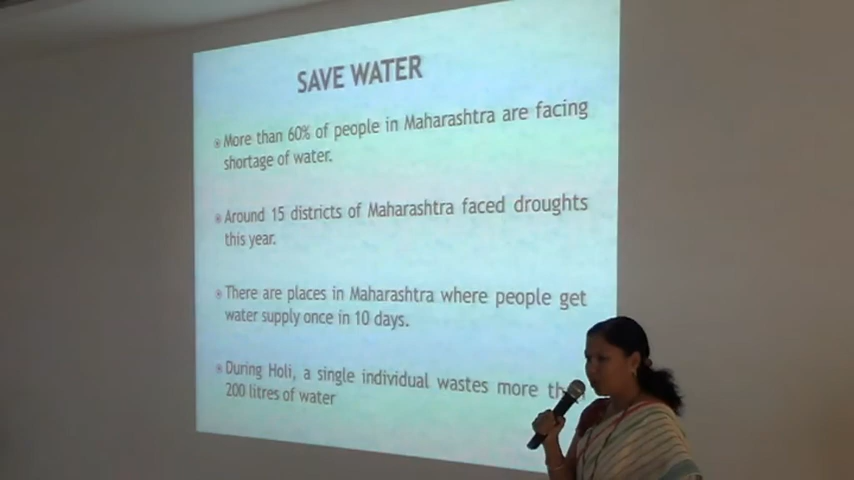 SAVE WATER
More than 60% of people in Maharashtra are facing
shortage of water.
Around 15 districts of Maharashtra faced droughts
this year.
There are places in Maharashtra where people get
water supply once in 10 days.
During Holi, a single individual wastes more than
200 litres of water